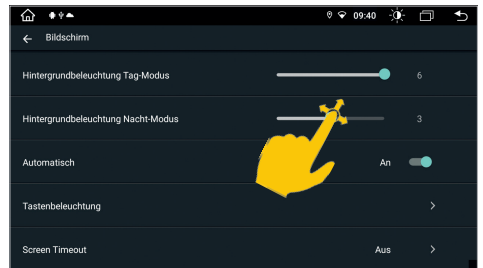 09:40
Bildschirm
Hintergrundbeleuchtung Tag-Modus 6
Hintergrundbeleuchtung Nacht-Modus 3
Automatisch An
Tastenbeleuchtung
Screen Timeout Aus